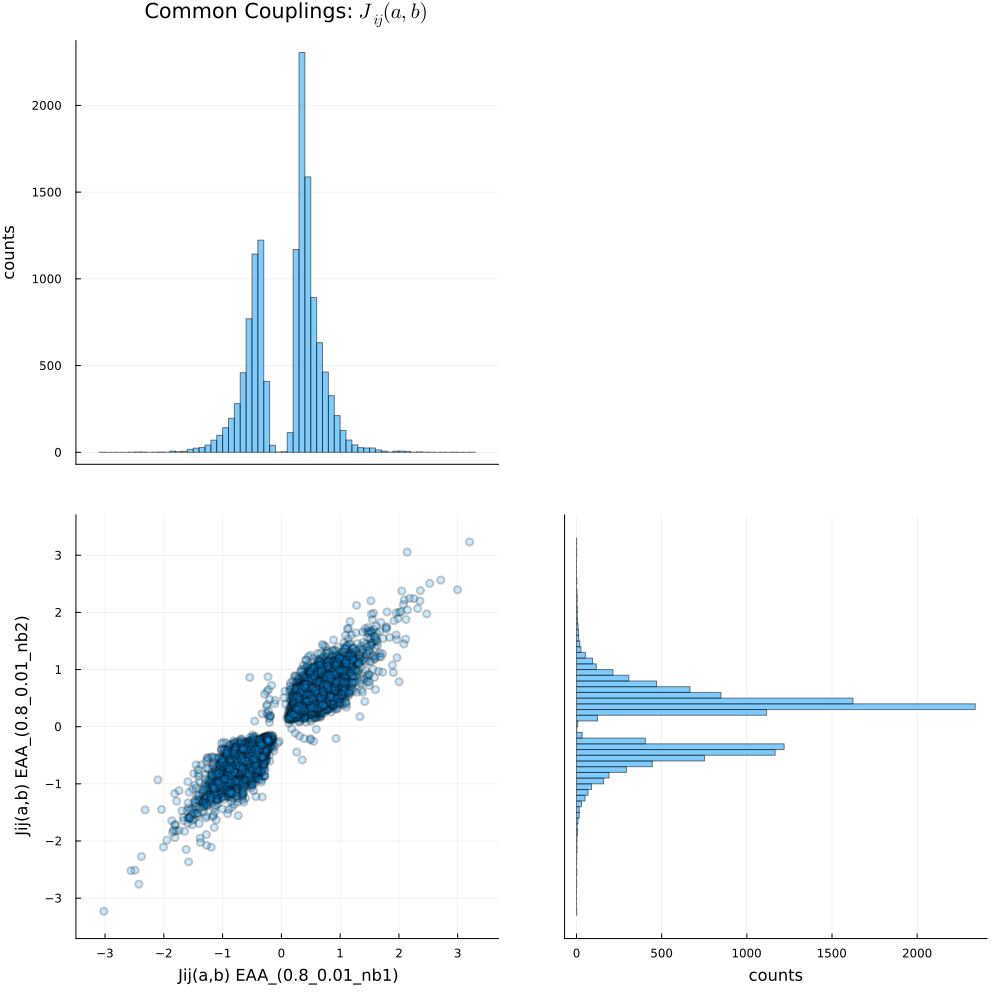 Common Couplings: J_ij(a, b)
counts
2000
1500
1000
500
0
Jij(a,b) EAA_(0.8_0.01_nb2)
3
2
1
0
−1
−2
−3
−3 −2 −1 0 1 2 3
Jij(a,b) EAA_(0.8_0.01_nb1)
0 500 1000 1500 2000
counts